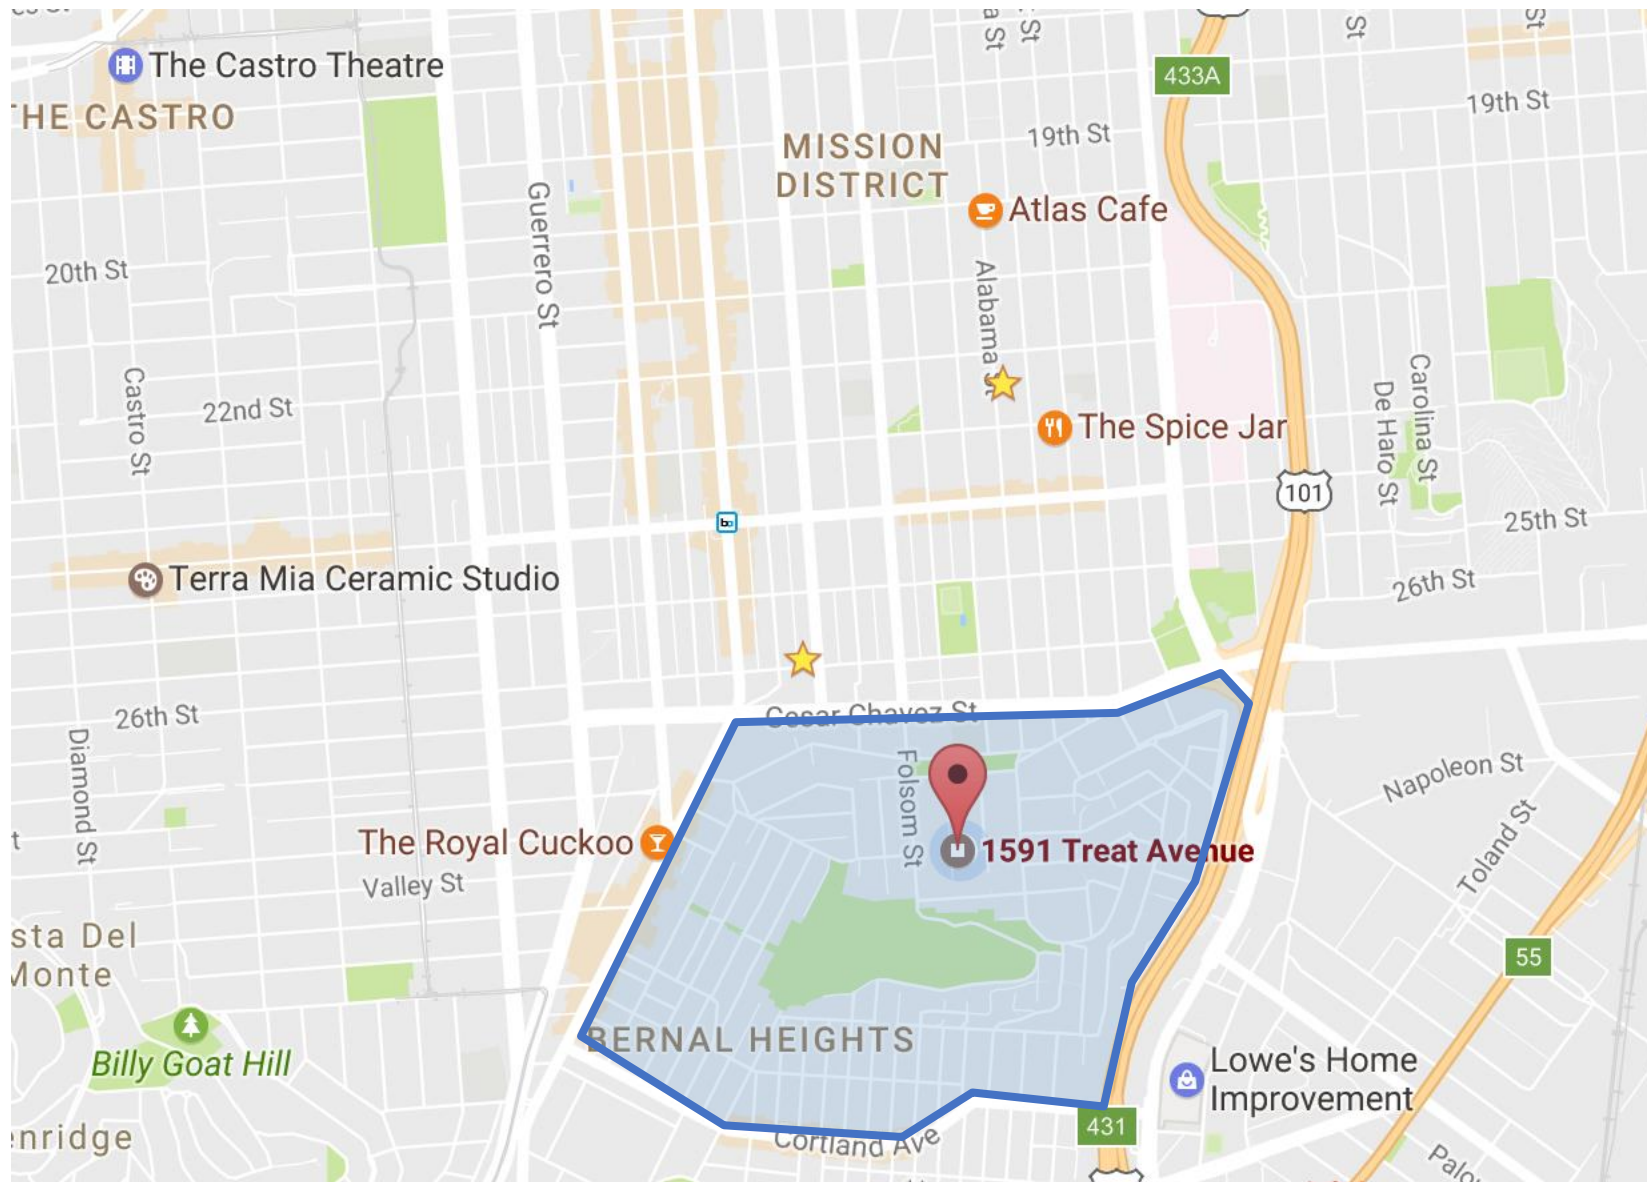 The Castro Theatre
HE CASTRO
433A
19th St
MISSION
DISTRICT
19th St
Atlas Cafe
Guerrero St
20th St
Alabama St
Castro St
22nd St
The Spice Jar
Carolina St
De Haro St
101
25th St
Terra Mia Ceramic Studio
26th St
26th St
Cesar Chavez St
Diamond St
Folsom St
Napoleon St
The Royal Cuckoo
1591 Treat Avenue
Toland St
Valley St
sta Del
Monte
55
Billy Goat Hill
BERNAL HEIGHTS
Lowe's Home
Improvement
431
Cortland Ave
enridge
Palou